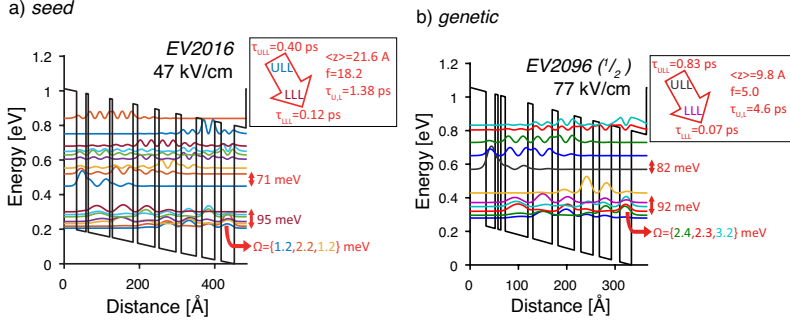 a) seed
EV2016
47 kV/cm
τULL=0.40 ps
<z>=21.6 A
f=18.2
τU,L=1.38 ps
ULL
LLL
τLLL=0.12 ps
1.2
1
0.8
0.6
0.4
0.2
0
Energy [eV]
71 meV
95 meV
Ω={1.2,2.2,1.2} meV
0 100 200 300 400
Distance [Å]
b) genetic
EV2096 (1/2)
77 kV/cm
τULL=0.83 ps
<z>=9.8 A
f=5.0
τU,L=4.6 ps
ULL
LLL
τLLL=0.07 ps
1.2
1
0.8
0.6
0.4
0.2
0
Energy [eV]
82 meV
92 meV
Ω={2.4,2.3,3.2} meV
0 100 200 300
Distance [Å]